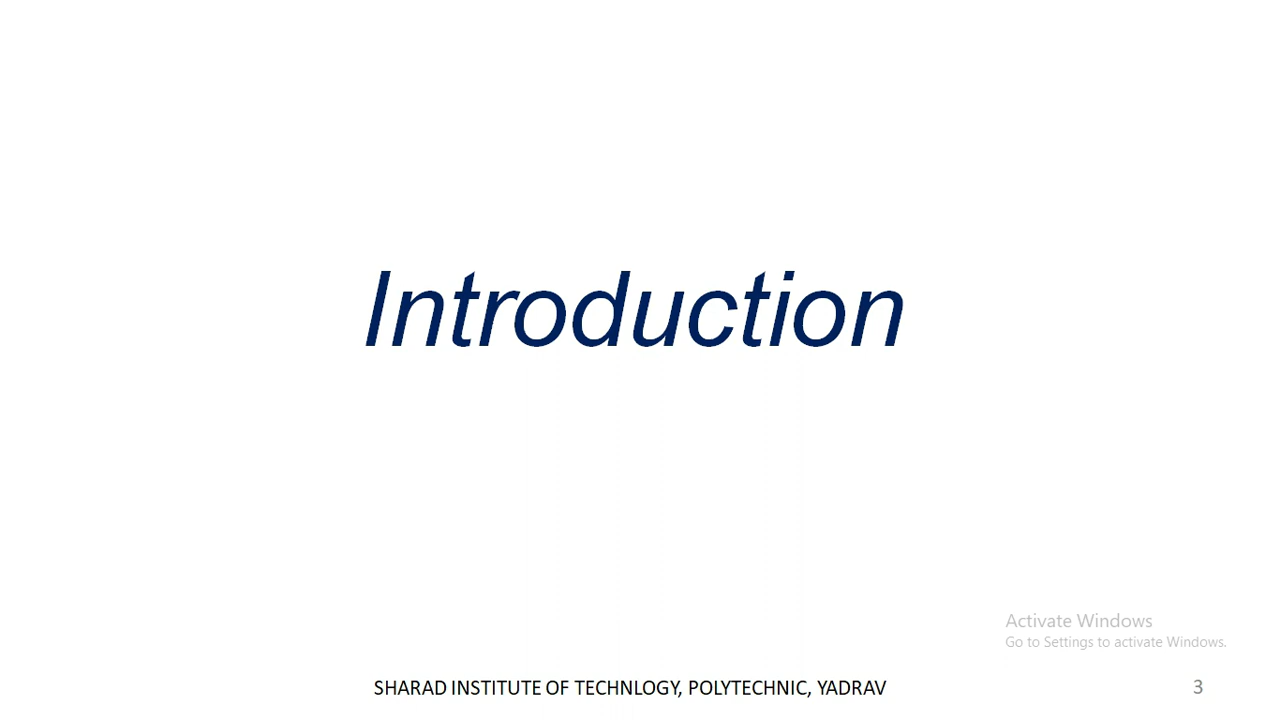 Introduction
Activate Windows
Go to Settings to activate Windows.
SHARAD INSTITUTE OF TECHNLOGY, POLYTECHNIC, YADRAV
3